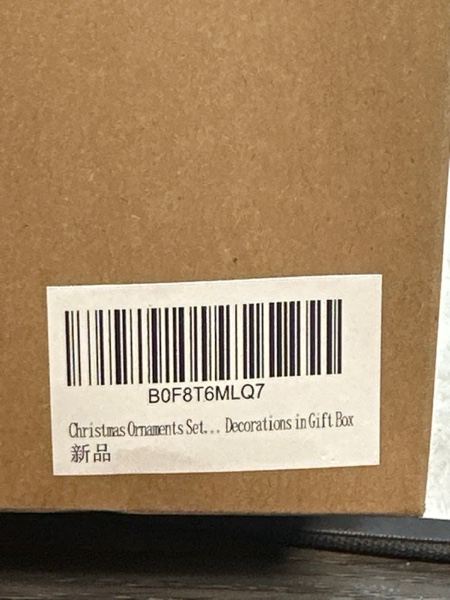 B0F8T6MLQ7
Christmas Ornaments Set... Decorations in Gift Box
新品